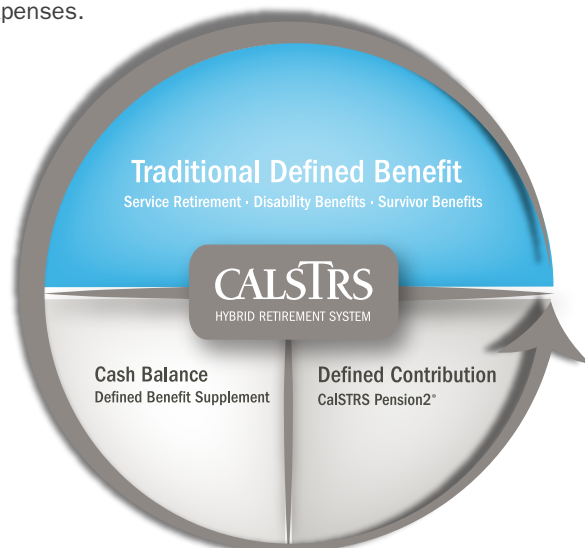 Traditional Defined Benefit
Service Retirement · Disability Benefits · Survivor Benefits
CALSTRS
HYBRID RETIREMENT SYSTEM
Cash Balance
Defined Benefit Supplement
Defined Contribution
CalSTRS Pension2®